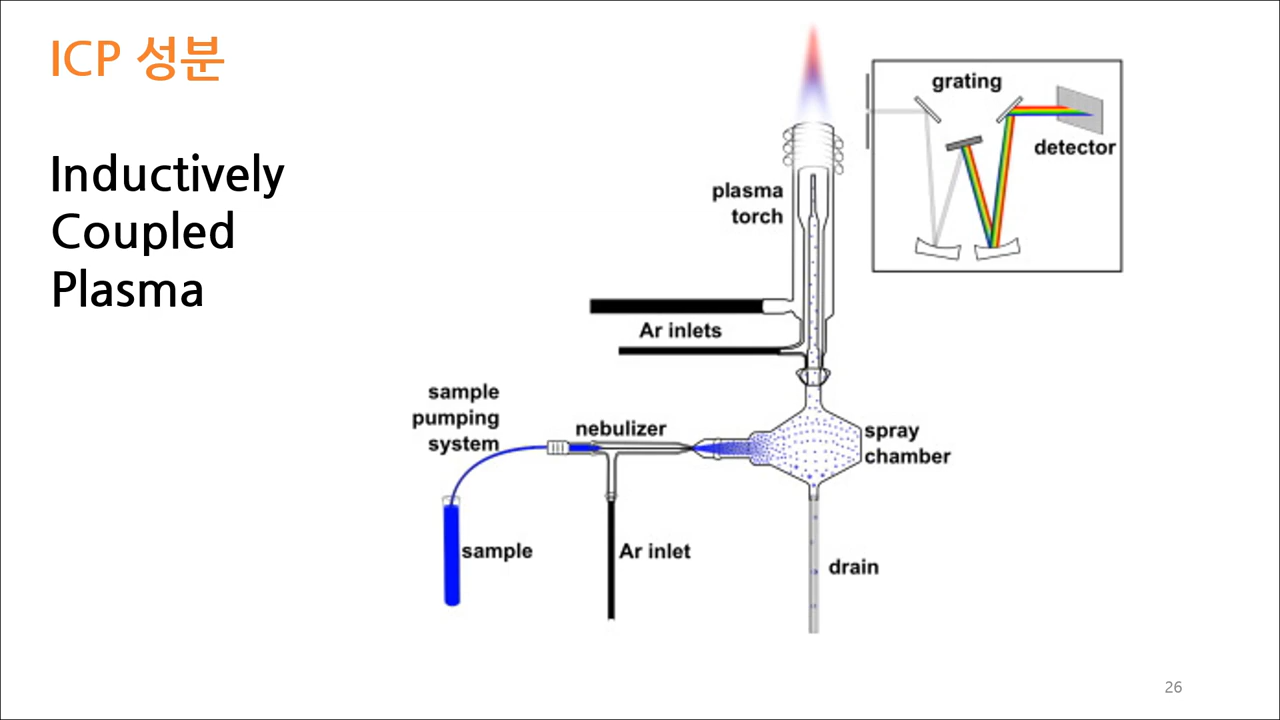 ICP 성분
Inductively
Coupled
Plasma
grating
detector
plasma
torch
Ar inlets
sample
pumping
system
nebulizer
spray
chamber
sample
Ar inlet
drain
26